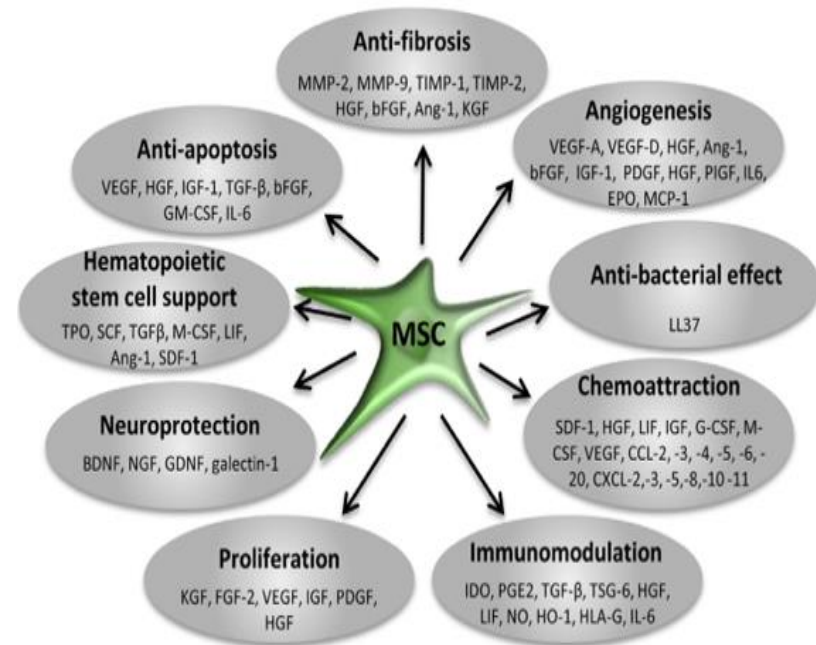 Anti-fibrosis
MMP-2, MMP-9, TIMP-1, TIMP-2,
HGF, bFGF, Ang-1, KGF
Angiogenesis
VEGF-A, VEGF-D, HGF, Ang-1,
bFGF, IGF-1, PDGF, HGF, PIGF, IL6,
EPO, MCP-1
Anti-apoptosis
VEGF, HGF, IGF-1, TGF-β, bFGF,
GM-CSF, IL-6
Hematopoietic
stem cell support
TPO, SCF, TGFβ, M-CSF, LIF,
Ang-1, SDF-1
Anti-bacterial effect
LL37
MSC
Chemoattraction
SDF-1, HGF, LIF, IGF, G-CSF, M-
CSF, VEGF, CCL-2, -3, -4, -5, -6, -
20, CXCL-2,-3, -5,-8,-10 -11
Neuroprotection
BDNF, NGF, GDNF, galectin-1
Proliferation
KGF, FGF-2, VEGF, IGF, PDGF,
HGF
Immunomodulation
IDO, PGE2, TGF-β, TSG-6, HGF,
LIF, NO, HO-1, HLA-G, IL-6